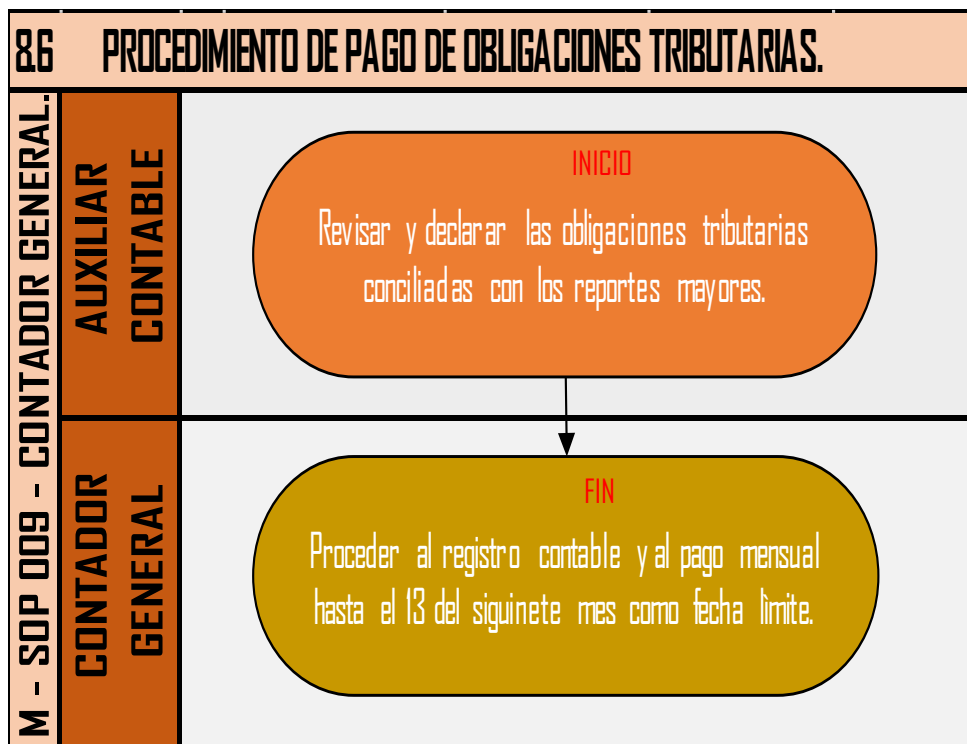 8.6 PROCEDIMIENTO DE PAGO DE OBLIGACIONES TRIBUTARIAS.
M - SOP 009 - CONTADOR GENERAL.
AUXILIAR
CONTABLE
INICIO
Revisar y declarar las obligaciones tributarias
conciliadas con los reportes mayores.
CONTADOR
GENERAL
FIN
Proceder al registro contable y al pago mensual
hasta el 13 del siguinete mes como fecha lìmite.